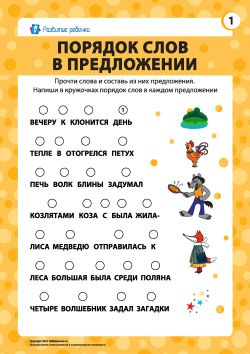 Развитие ребенка
1
ПОРЯДОК СЛОВ
В ПРЕДЛОЖЕНИИ
Прочти слова и составь из них предложения.
Напиши в кружочках порядок слов в каждом предложении
1
ВЕЧЕРУ К КЛОНИТСЯ ДЕНЬ
ТЕПЛЕ В ОТОГРЕЛСЯ ПЕТУХ
ПЕЧЬ ВОЛК БЛИНЫ ЗАДУМАЛ
КОЗЛЯТАМИ КОЗА С БЫЛА ЖИЛА-
ЛИСА МЕДВЕДЮ ОТПРАВИЛАСЬ К
ЛЕСА БОЛЬШАЯ БЫЛА СРЕДИ ПОЛЯНА
ЧЕТЫРЕ ВОЛШЕБНИК ЗАДАЛ ЗАГАДКИ